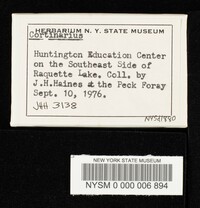 HERBARIUM N. Y. STATE MUSEUM
Cortinarius
Huntington Education Center
on the Southeast Side of
Raquette Lake. Coll. by
J.H.Haines at the Peck Foray
Sept. 10, 1976.
JHH 3138
NYS
NEW YORK STATE MUSEUM
NYSM 0 000 006 894